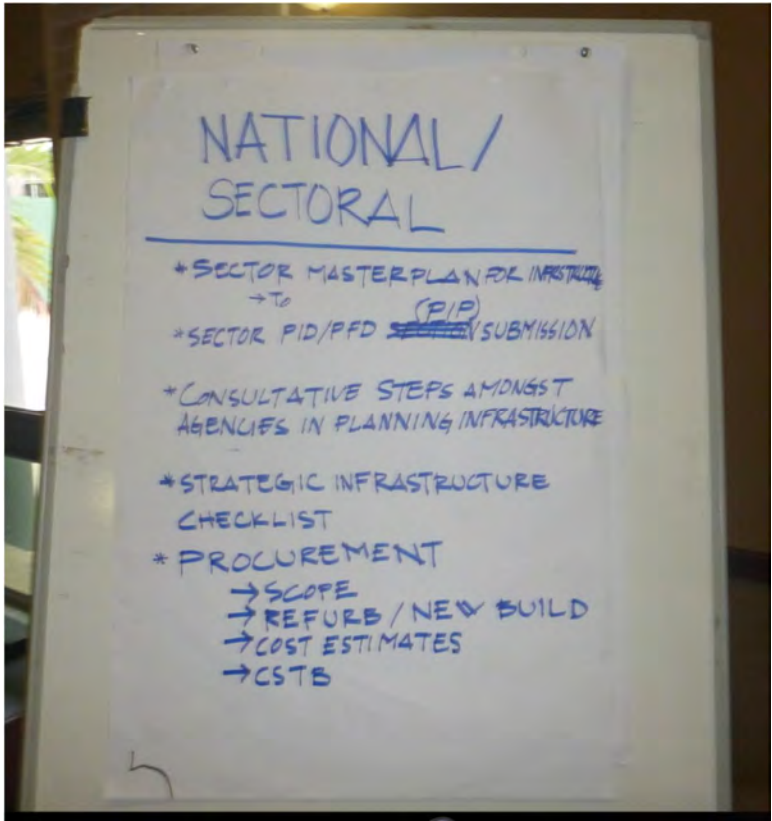 NATIONAL/
SECTORAL
*SECTOR MASTERPLAN FOR
→TO
(PIP)
*SECTOR PID/PFD SUBMISSION
*CONSULTATIVE STEPS AMONGST
AGENCIES IN PLANNING INFRASTRUCTURE
*STRATEGIC INFRASTRUCTURE
CHECKLIST
*PROCUREMENT
→SCOPE
→REFURB/NEW BUILD
→COST ESTIMATES
→CSTB